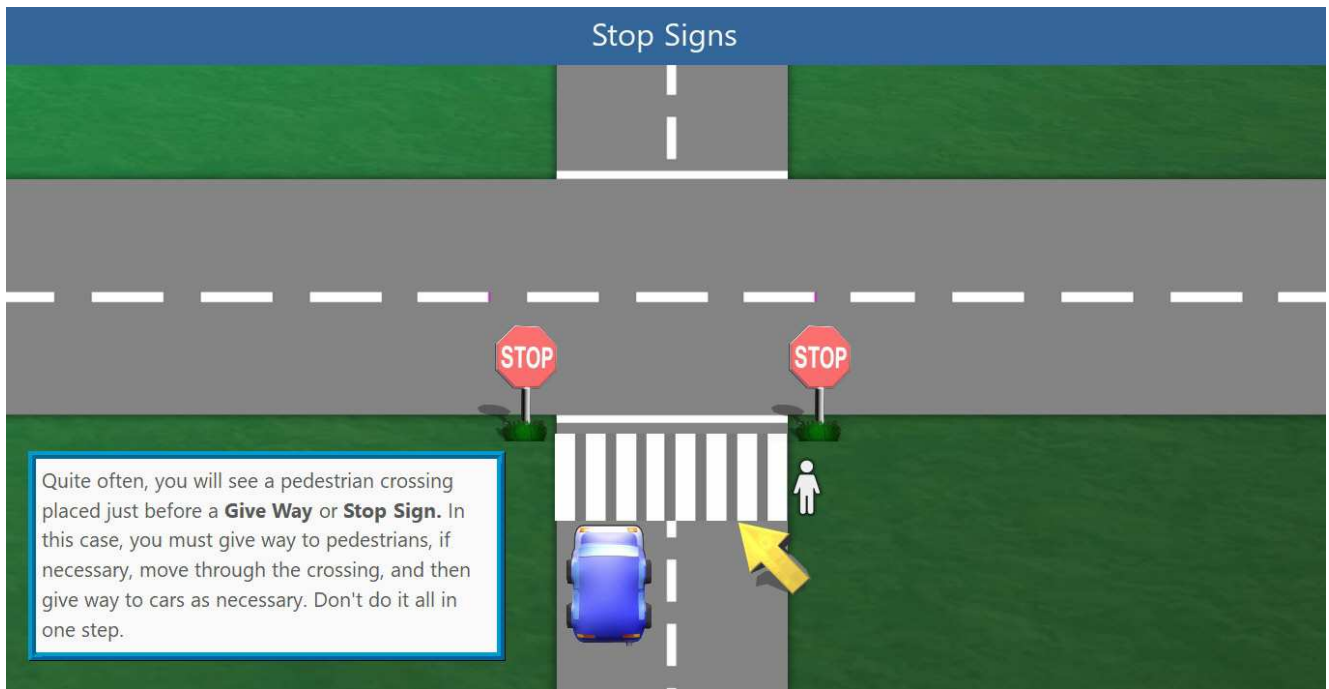 Stop Signs
STOP
STOP
Quite often, you will see a pedestrian crossing
placed just before a Give Way or Stop Sign. In
this case, you must give way to pedestrians, if
necessary, move through the crossing, and then
give way to cars as necessary. Don't do it all in
one step.